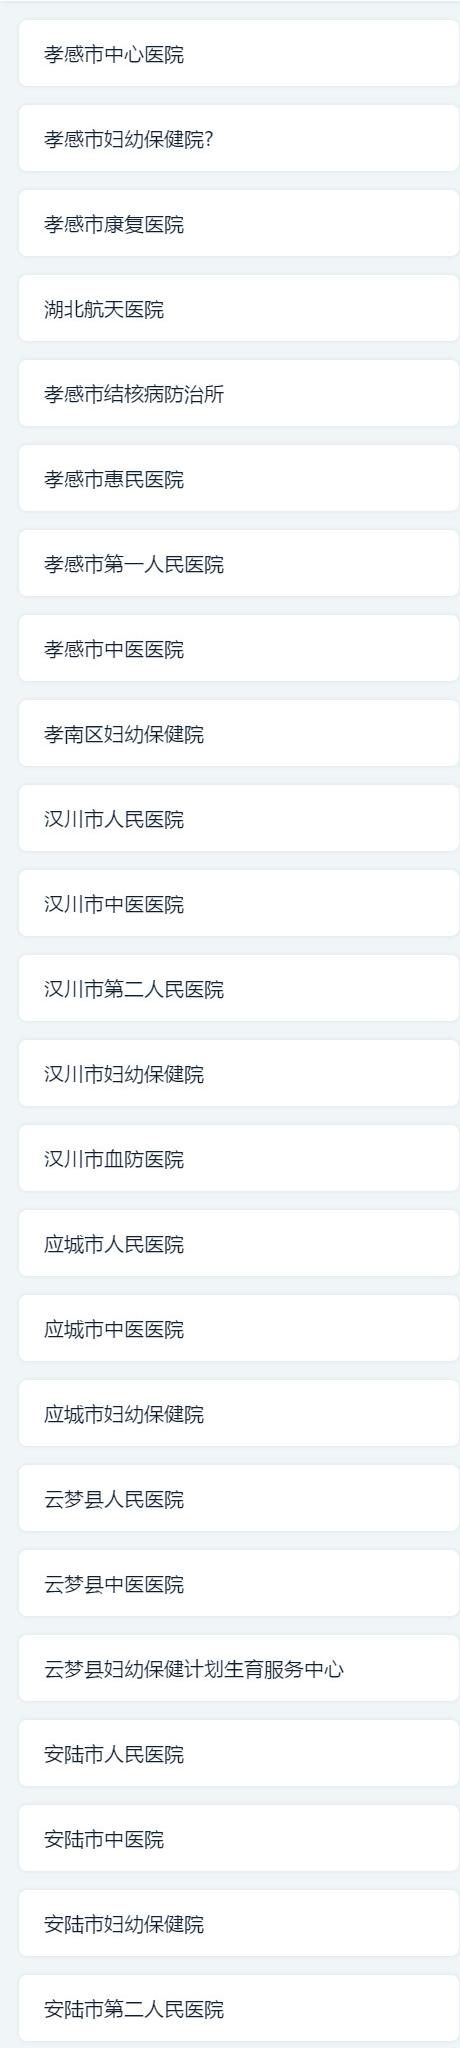 孝感市中心医院
孝感市妇幼保健院?
孝感市康复医院
湖北航天医院
孝感市结核病防治所
孝感市惠民医院
孝感市第一人民医院
孝感市中医医院
孝南区妇幼保健院
汉川市人民医院
汉川市中医医院
汉川市第二人民医院
汉川市妇幼保健院
汉川市血防医院
应城市人民医院
应城市中医医院
应城市妇幼保健院
云梦县人民医院
云梦县中医医院
云梦县妇幼保健计划生育服务中心
安陆市人民医院
安陆市中医院
安陆市妇幼保健院
安陆市第二人民医院